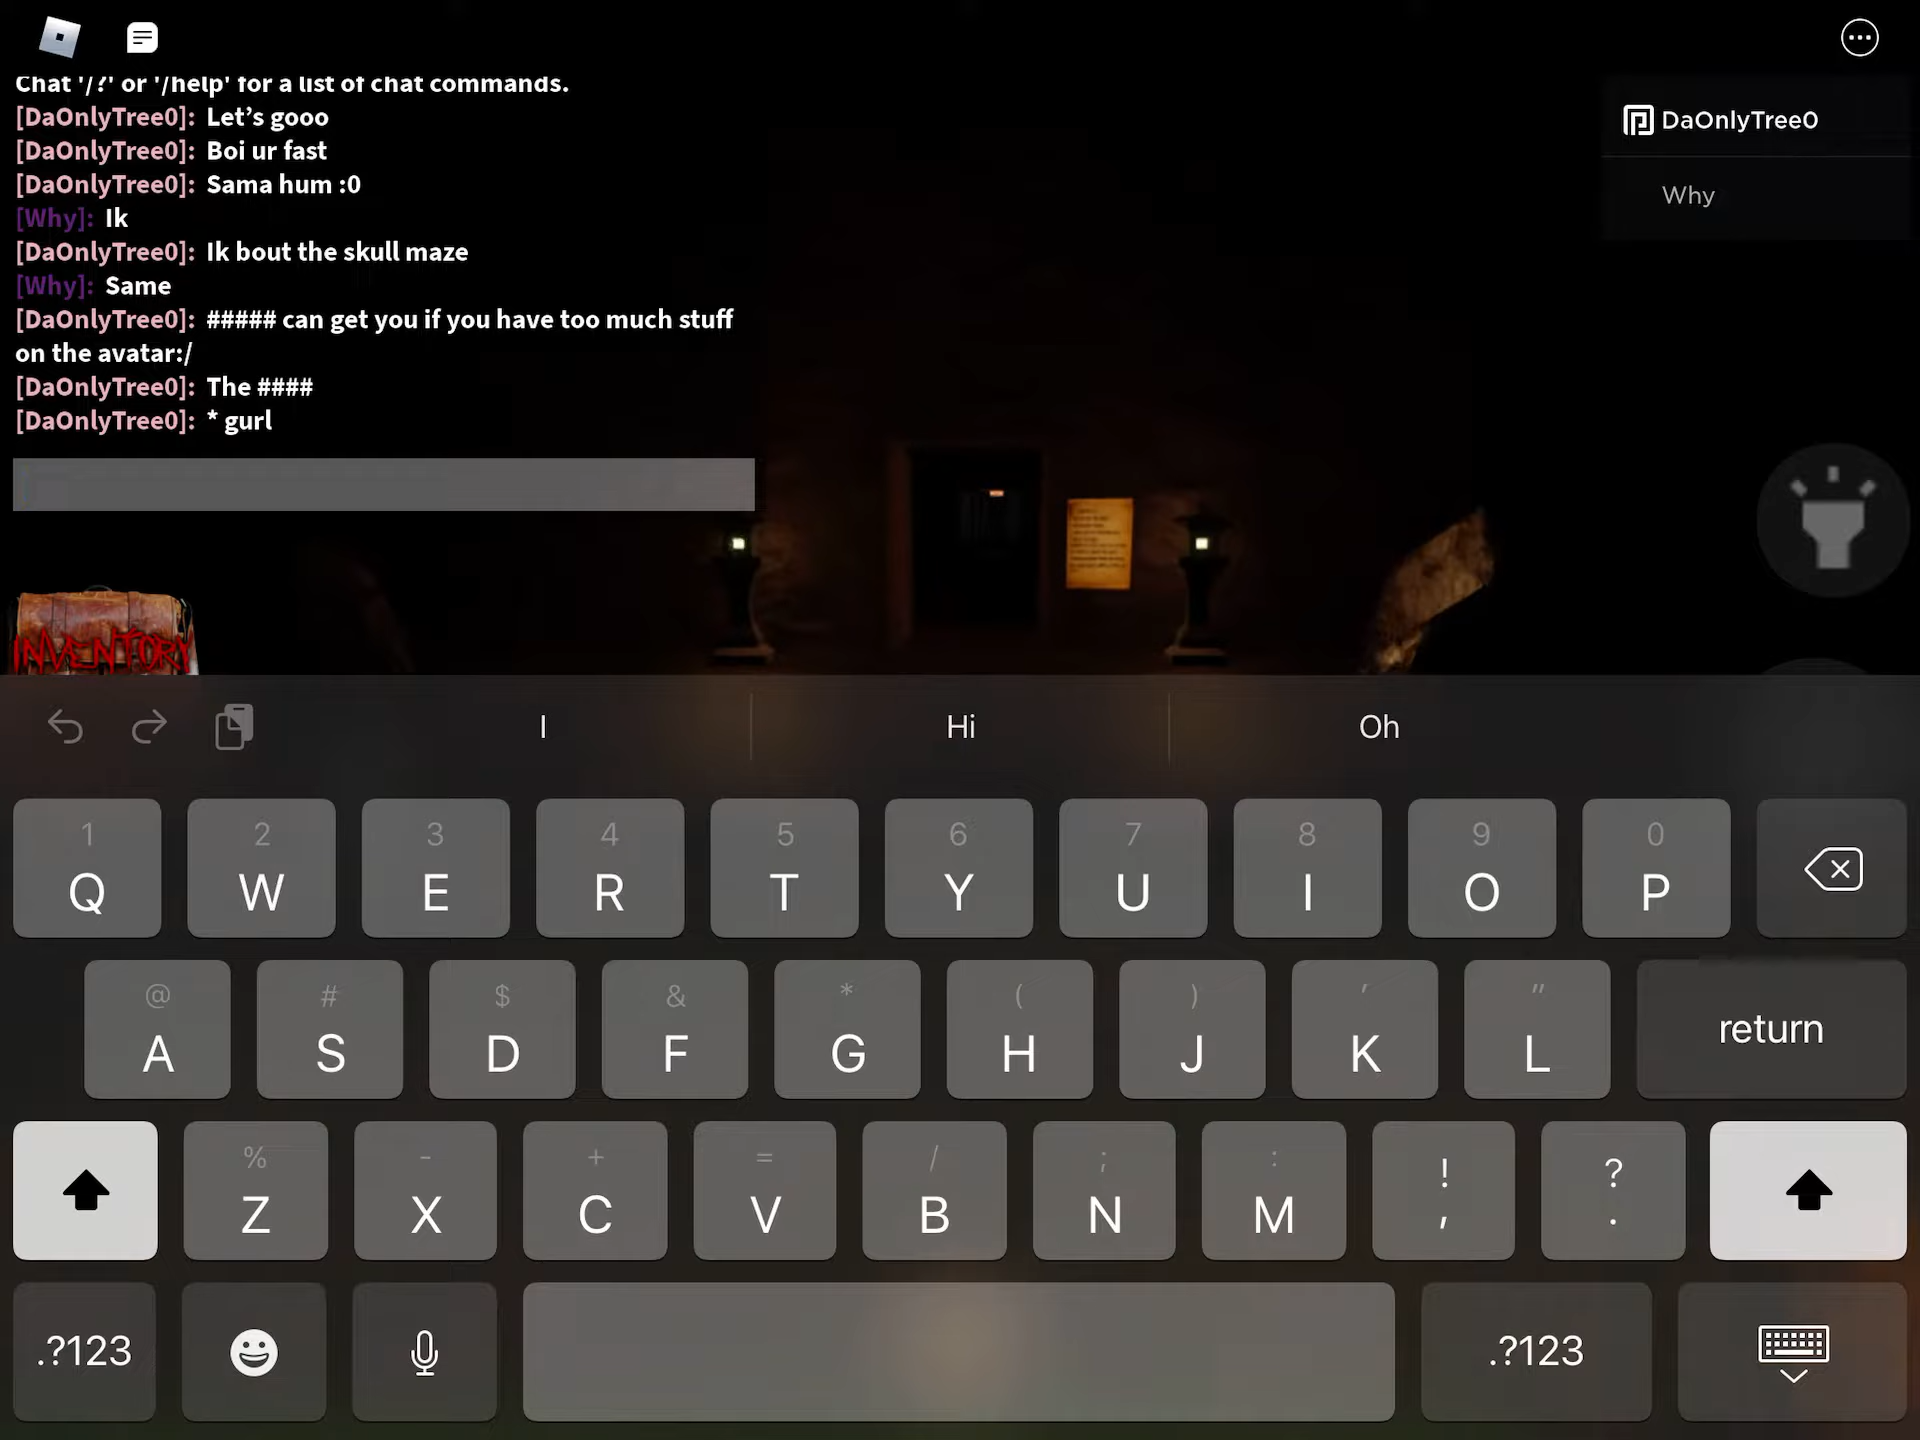 Chat '/?' or '/help' for a list of chat commands.
[DaOnlyTree0]: Let's gooo
[DaOnlyTree0]: Boi ur fast
[DaOnlyTree0]: Sama hum :0
[Why]: Ik
[DaOnlyTree0]: Ik bout the skull maze
[Why]: Same
[DaOnlyTree0]: ##### can get you if you have too much stuff
on the avatar:/
[DaOnlyTree0]: The ####
[DaOnlyTree0]: * gurl
DaOnlyTree0
Why
INVENTORY
I Hi Oh
1 2 3 4 5 6 7 8 9 0
Q W E R T Y U I O P
@ # $ & * ( ) ' "
A S D F G H J K L return
% - + = / ; : ! ?
Z X C V B N M , .
.?123 .?123